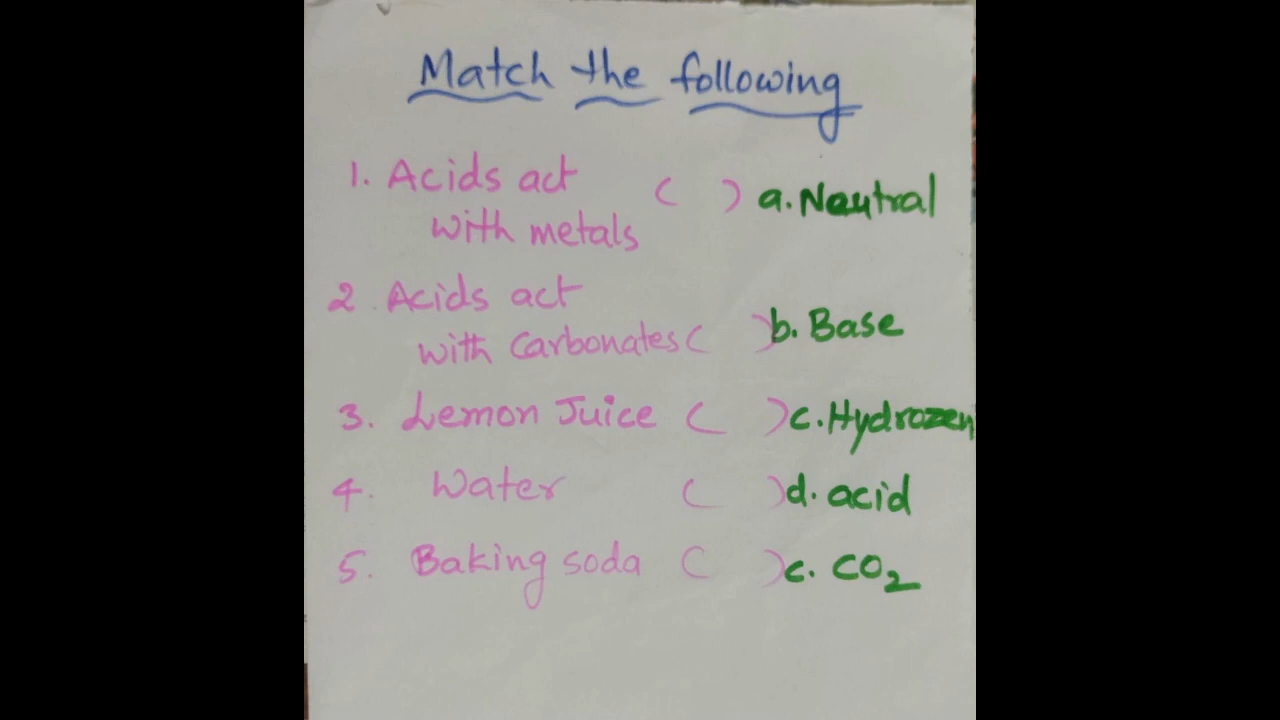 Match the following
1. Acids act
with metals ( ) a. Neutral
2. Acids act
with Carbonates ( ) b. Base
3. Lemon Juice ( ) c. Hydrozen
4. Water ( ) d. acid
5. Baking soda ( ) c. CO₂